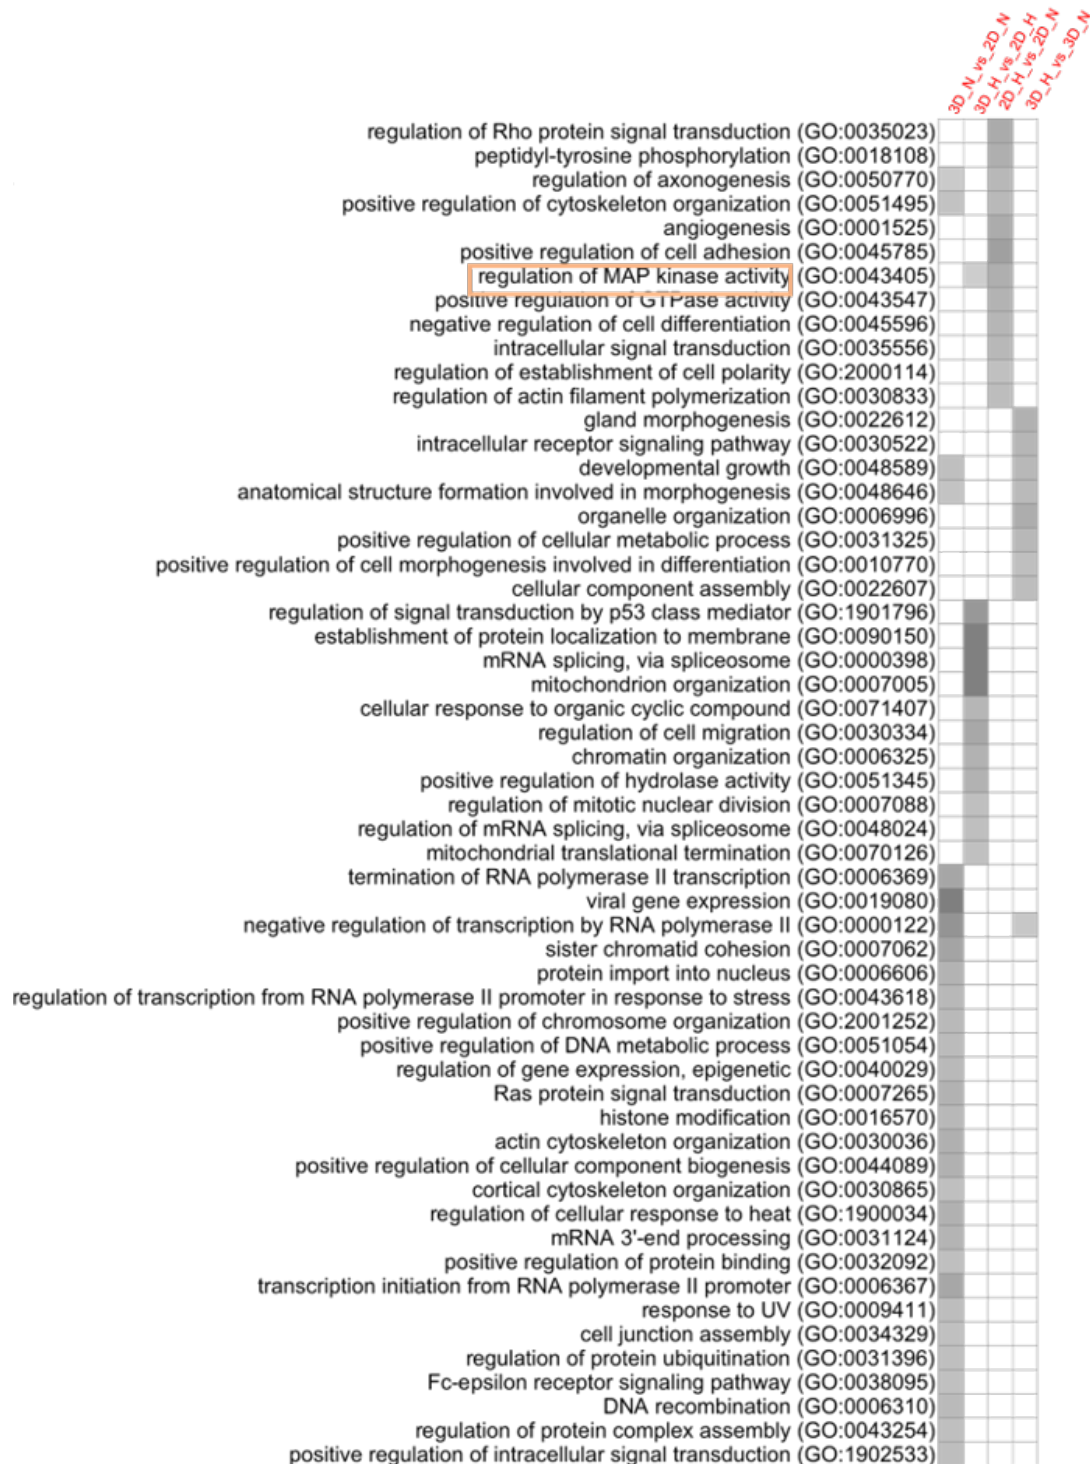 3D_N_vs_2D_N
3D_H_vs_2D_H
2D_H_vs_2D_N
3D_H_vs_3D_N
regulation of Rho protein signal transduction (GO:0035023)
peptidyl-tyrosine phosphorylation (GO:0018108)
regulation of axonogenesis (GO:0050770)
positive regulation of cytoskeleton organization (GO:0051495)
angiogenesis (GO:0001525)
positive regulation of cell adhesion (GO:0045785)
regulation of MAP kinase activity (GO:0043405)
positive regulation of GTPase activity (GO:0043547)
negative regulation of cell differentiation (GO:0045596)
intracellular signal transduction (GO:0035556)
regulation of establishment of cell polarity (GO:2000114)
regulation of actin filament polymerization (GO:0030833)
gland morphogenesis (GO:0022612)
intracellular receptor signaling pathway (GO:0030522)
developmental growth (GO:0048589)
anatomical structure formation involved in morphogenesis (GO:0048646)
organelle organization (GO:0006996)
positive regulation of cellular metabolic process (GO:0031325)
positive regulation of cell morphogenesis involved in differentiation (GO:0010770)
cellular component assembly (GO:0022607)
regulation of signal transduction by p53 class mediator (GO:1901796)
establishment of protein localization to membrane (GO:0090150)
mRNA splicing, via spliceosome (GO:0000398)
mitochondrion organization (GO:0007005)
cellular response to organic cyclic compound (GO:0071407)
regulation of cell migration (GO:0030334)
chromatin organization (GO:0006325)
positive regulation of hydrolase activity (GO:0051345)
regulation of mitotic nuclear division (GO:0007088)
regulation of mRNA splicing, via spliceosome (GO:0048024)
mitochondrial translational termination (GO:0070126)
termination of RNA polymerase II transcription (GO:0006369)
viral gene expression (GO:0019080)
negative regulation of transcription by RNA polymerase II (GO:0000122)
sister chromatid cohesion (GO:0007062)
protein import into nucleus (GO:0006606)
regulation of transcription from RNA polymerase II promoter in response to stress (GO:0043618)
positive regulation of chromosome organization (GO:2001252)
positive regulation of DNA metabolic process (GO:0051054)
regulation of gene expression, epigenetic (GO:0040029)
Ras protein signal transduction (GO:0007265)
histone modification (GO:0016570)
actin cytoskeleton organization (GO:0030036)
positive regulation of cellular component biogenesis (GO:0044089)
cortical cytoskeleton organization (GO:0030865)
regulation of cellular response to heat (GO:1900034)
mRNA 3'-end processing (GO:0031124)
positive regulation of protein binding (GO:0032092)
transcription initiation from RNA polymerase II promoter (GO:0006367)
response to UV (GO:0009411)
cell junction assembly (GO:0034329)
regulation of protein ubiquitination (GO:0031396)
Fc-epsilon receptor signaling pathway (GO:0038095)
DNA recombination (GO:0006310)
regulation of protein complex assembly (GO:0043254)
positive regulation of intracellular signal transduction (GO:1902533)